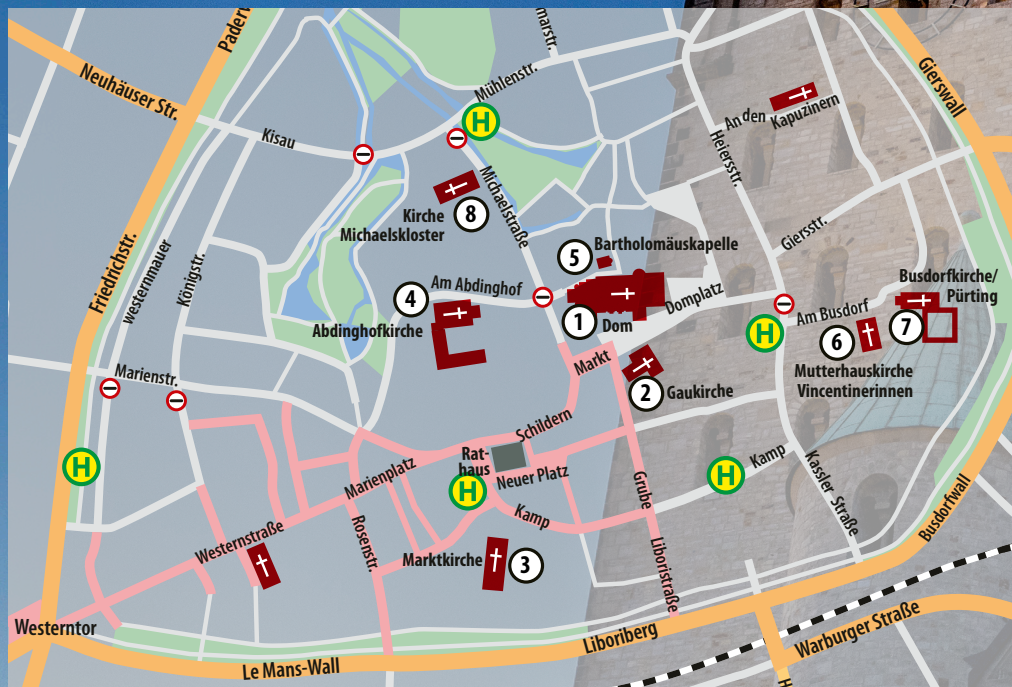 Neuhäuser Str.
Paderw
Kisau
Mühlenstr.
marstr.
Gierswall
An den Kapuzinern
Heiersstr.
H
Michaelstraße
Kirche
Michaelskloster
8
Giersstr.
5
Bartholomäuskapelle
Friedrichstr.
westernmauer
Königstr.
Am Abdinghof
4
Abdinghofkirche
1
Dom
Domplatz
Busdorfkirche/
Pürting
Am Busdorf
H
6
7
Mutterhauskirche
Vincentinerinnen
Markt
2
Gaukirche
Marienstr.
Schildern
Rat-
haus
Neuer Platz
Marienplatz
H
H
H
Kamp
Kamp
Grube
Kassler Straße
Busdorfwall
Westernstraße
Rosenstr.
Marktkirche
3
Liboristraße
Westerntor
Le Mans-Wall
Liboriberg
Warburger Straße
H